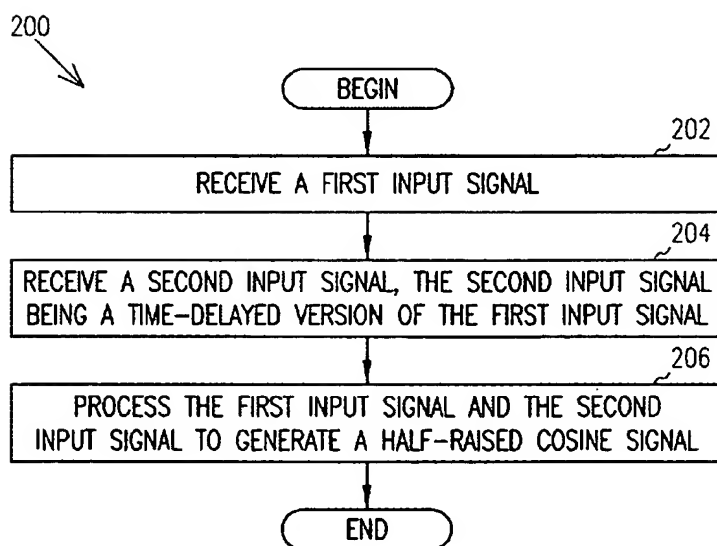 200
BEGIN
202
RECEIVE A FIRST INPUT SIGNAL
204
RECEIVE A SECOND INPUT SIGNAL, THE SECOND INPUT SIGNAL
BEING A TIME-DELAYED VERSION OF THE FIRST INPUT SIGNAL
206
PROCESS THE FIRST INPUT SIGNAL AND THE SECOND
INPUT SIGNAL TO GENERATE A HALF-RAISED COSINE SIGNAL
END